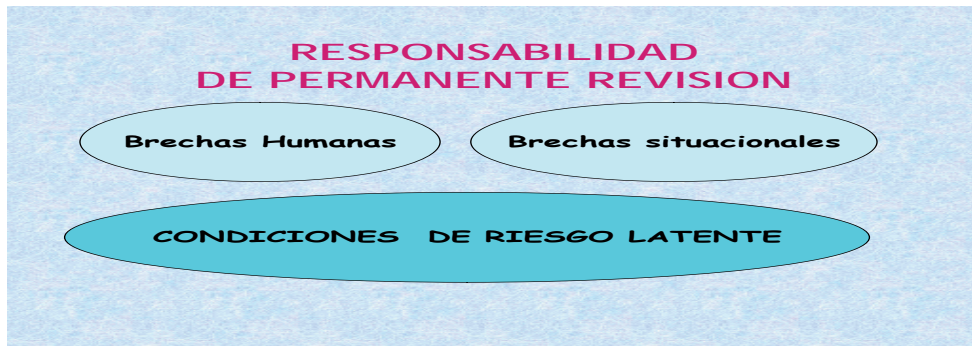 RESPONSABILIDAD
DE PERMANENTE REVISION
Brechas Humanas
Brechas situacionales
CONDICIONES DE RIESGO LATENTE